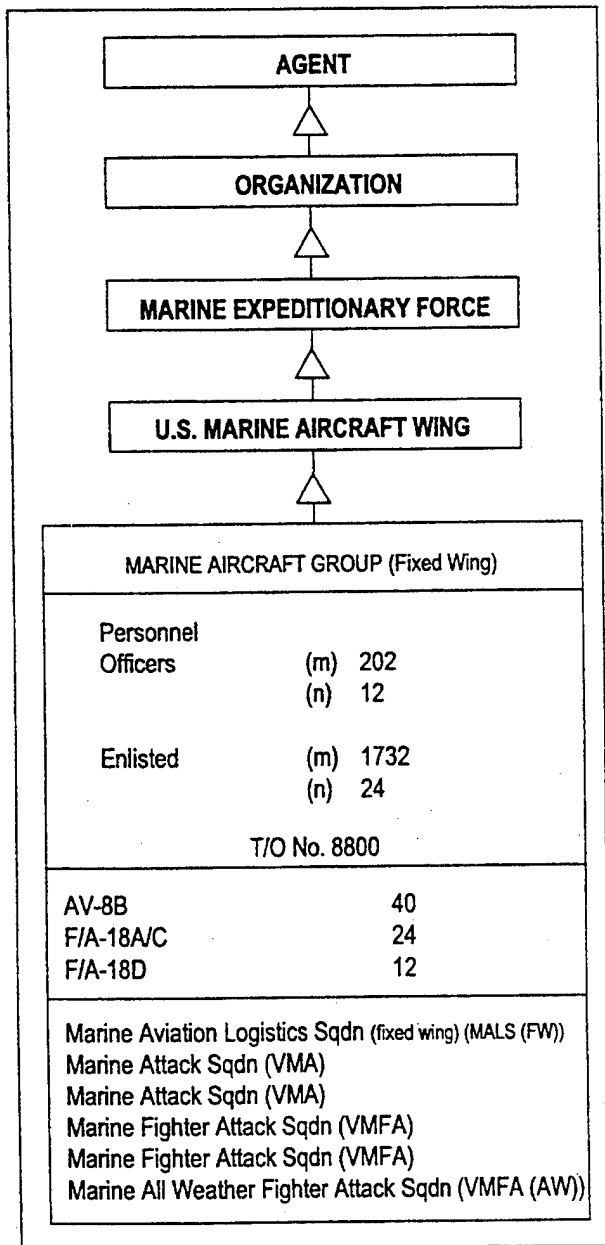 AGENT
ORGANIZATION
MARINE EXPEDITIONARY FORCE
U.S. MARINE AIRCRAFT WING
MARINE AIRCRAFT GROUP (Fixed Wing)
Personnel
Officers (m) 202
(n) 12
Enlisted (m) 1732
(n) 24
T/O No. 8800
AV-8B 40
F/A-18A/C 24
F/A-18D 12
Marine Aviation Logistics Sqdn (fixed wing) (MALS (FW))
Marine Attack Sqdn (VMA)
Marine Attack Sqdn (VMA)
Marine Fighter Attack Sqdn (VMFA)
Marine Fighter Attack Sqdn (VMFA)
Marine All Weather Fighter Attack Sqdn (VMFA (AW))